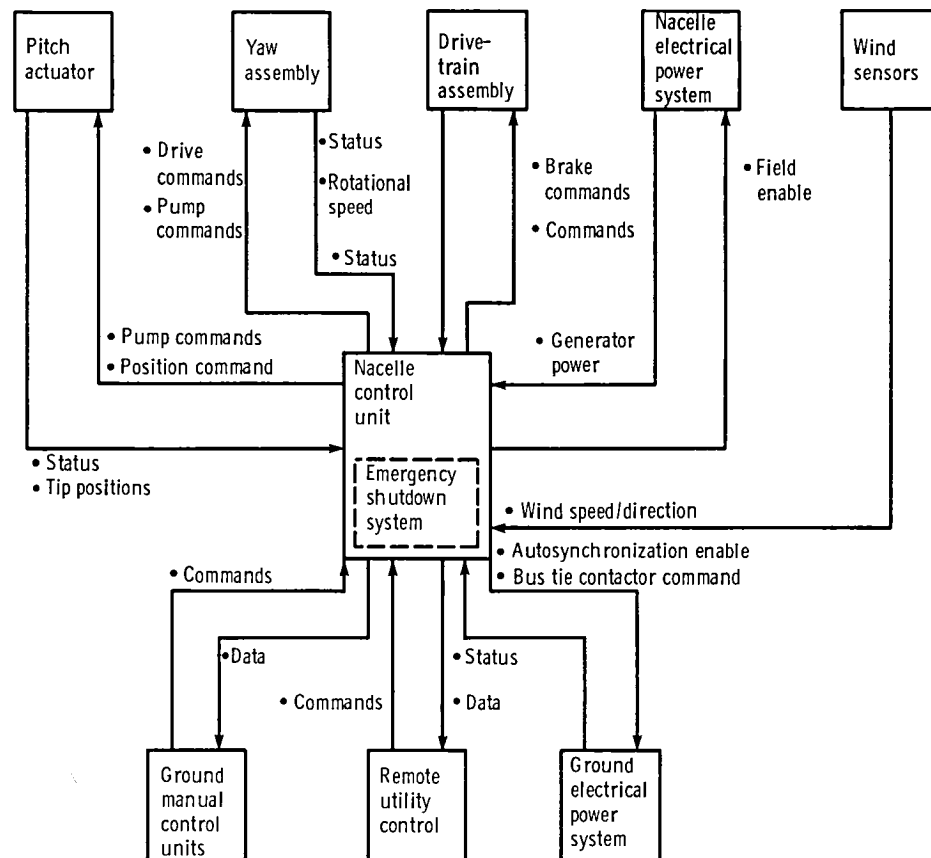 Pitch
actuator
Yaw
assembly
Drive-
train
assembly
Nacelle
electrical
power
system
Wind
sensors
• Drive
commands
• Pump
commands
• Status
• Rotational
speed
• Status
• Brake
commands
• Commands
• Field
enable
• Pump commands
• Position command
• Generator
power
Nacelle
control
unit
Emergency
shutdown
system
• Status
• Tip positions
• Wind speed/direction
• Autosynchronization enable
• Bus tie contactor command
• Commands
• Data
• Commands
• Status
• Data
Ground
manual
control
units
Remote
utility
control
Ground
electrical
power
system